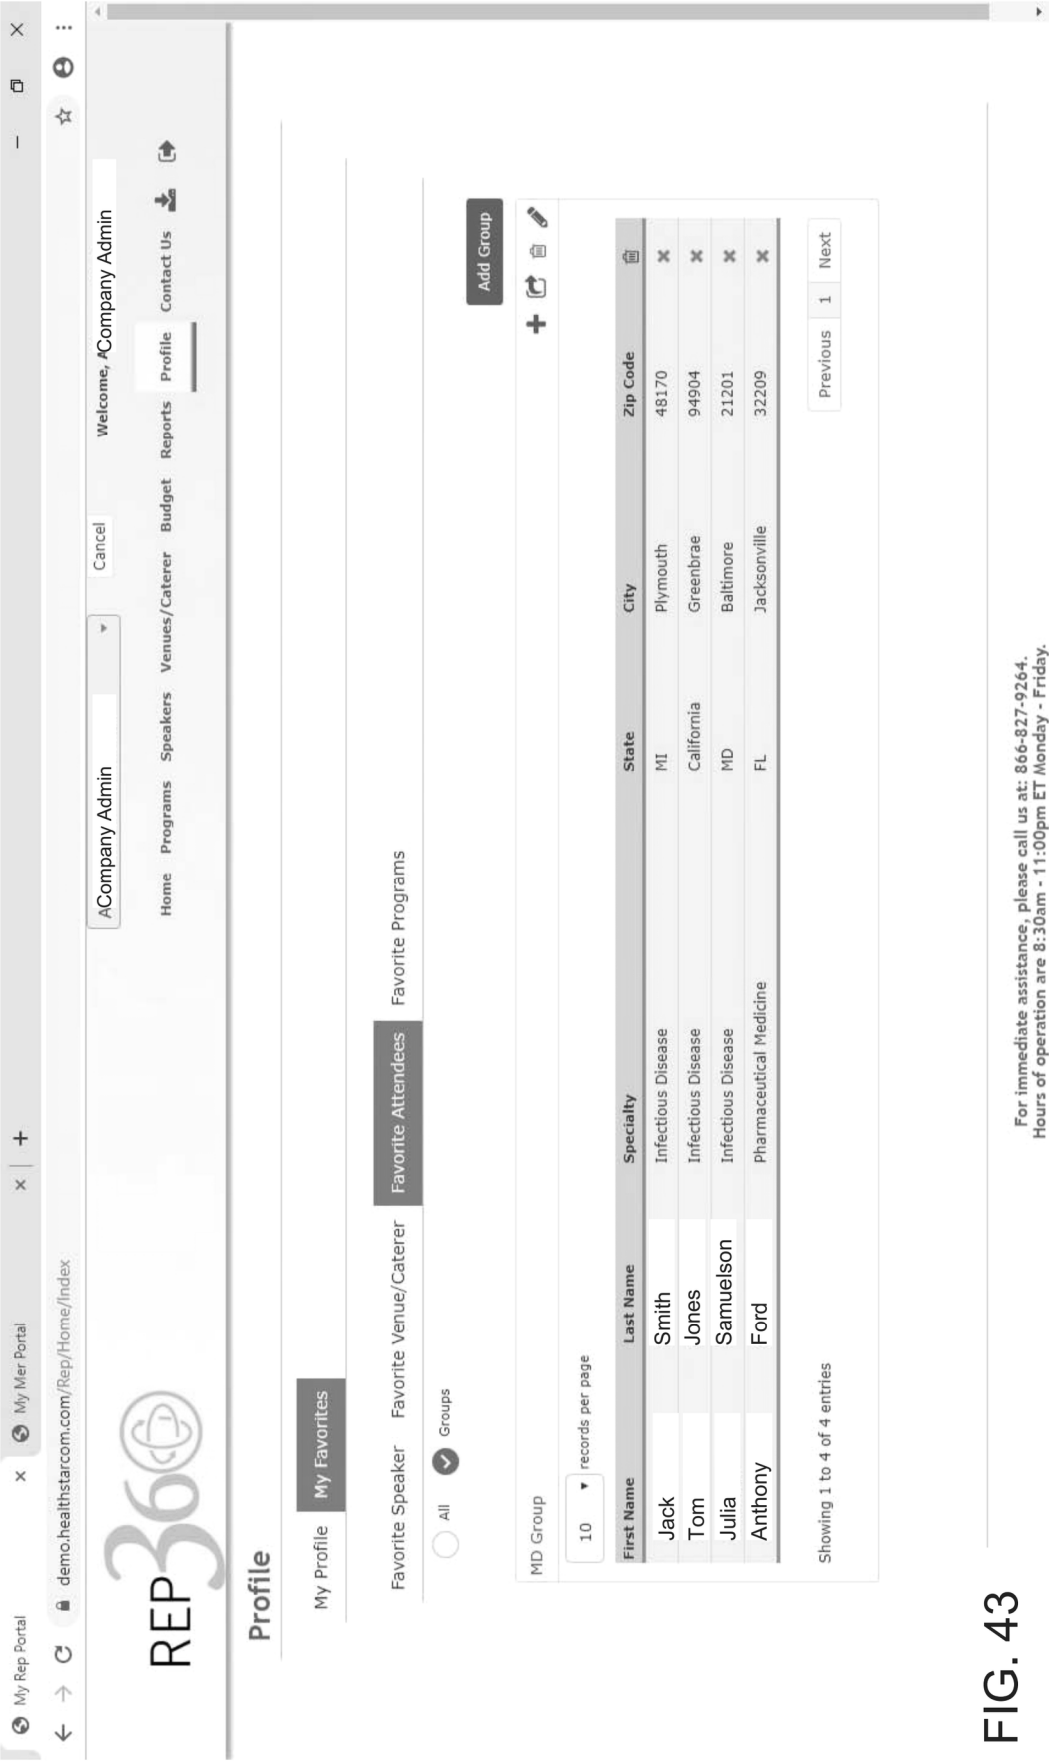 My Rep Portal × My Mer Portal × +
demo.healthstarcom.com/Rep/Home/Index
ACompany Admin Cancel Welcome, ACompany Admin
REP360
Home Programs Speakers Venues/Caterer Budget Reports Profile Contact Us
Profile
My Profile My Favorites
Favorite Speaker Favorite Venue/Caterer Favorite Attendees Favorite Programs
All Groups
Add Group
MD Group
10 records per page
First Name Last Name Specialty State City Zip Code
Jack Smith Infectious Disease MI Plymouth 48170
Tom Jones Infectious Disease California Greenbrae 94904
Julia Samuelson Infectious Disease MD Baltimore 21201
Anthony Ford Pharmaceutical Medicine FL Jacksonville 32209
Showing 1 to 4 of 4 entries Previous 1 Next
For immediate assistance, please call us at: 866-827-9264.
Hours of operation are 8:30am - 11:00pm ET Monday - Friday.
FIG. 43